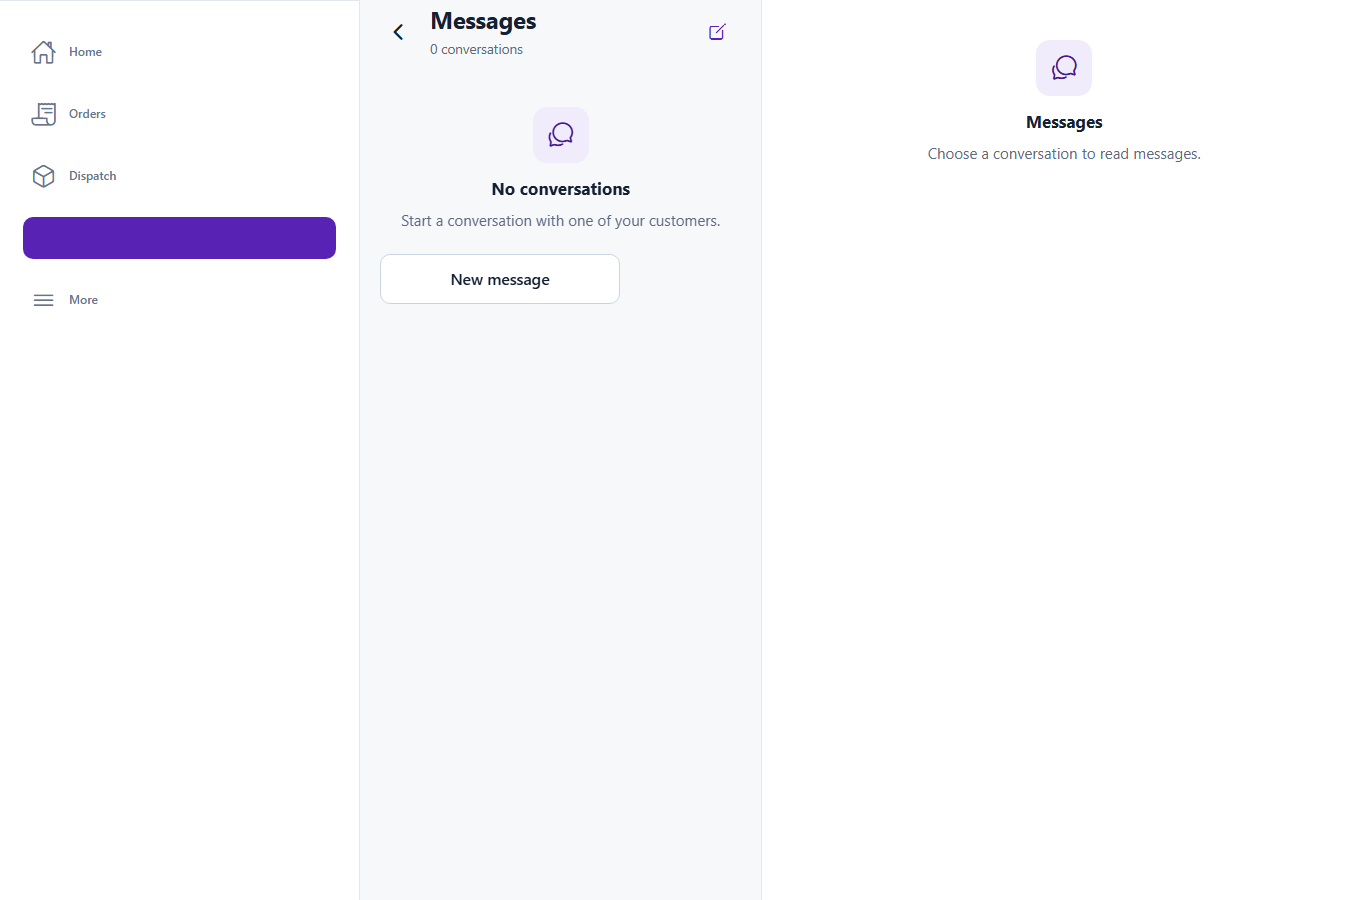 Home
Orders
Dispatch
More
Messages
0 conversations
No conversations
Start a conversation with one of your customers.
New message
Messages
Choose a conversation to read messages.